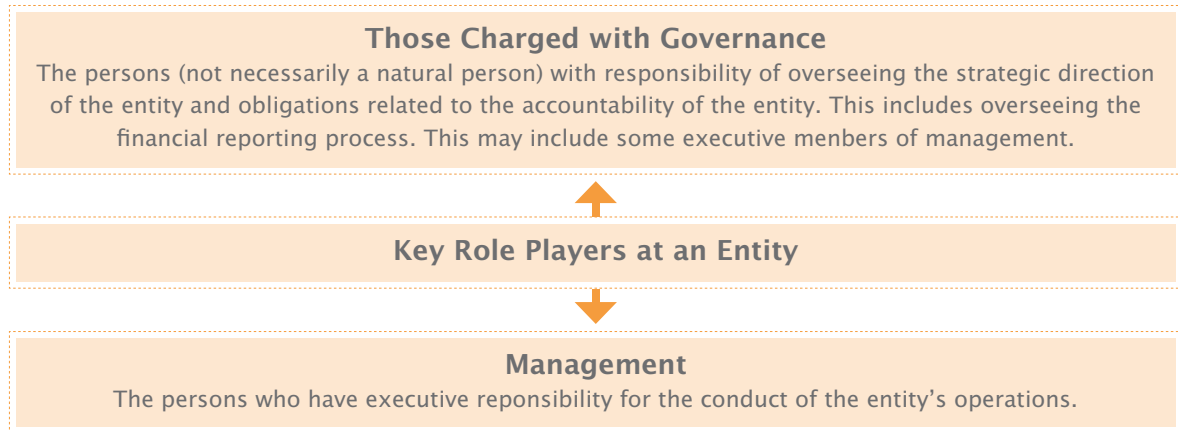 Those Charged with Governance
The persons (not necessarily a natural person) with responsibility of overseeing the strategic direction
of the entity and obligations related to the accountability of the entity. This includes overseeing the
financial reporting process. This may include some executive menbers of management.
Key Role Players at an Entity
Management
The persons who have executive reponsibility for the conduct of the entity’s operations.